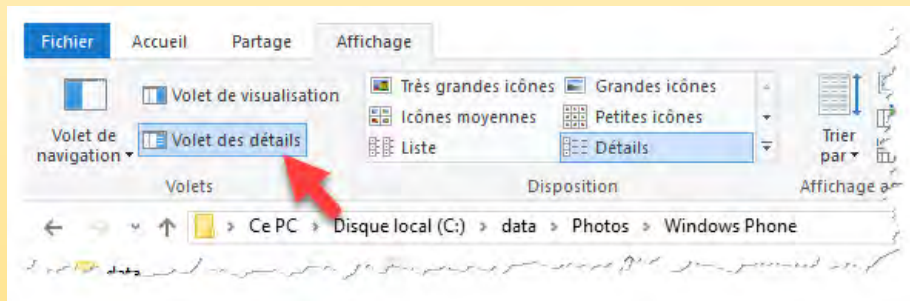 Fichier Accueil Partage Affichage
Volet de navigation
Volet de visualisation
Volet des détails
Volets
Très grandes icônes Grandes icônes
Icônes moyennes Petites icônes
Liste Détails
Disposition
Trier par
Affichage
Ce PC > Disque local (C:) > data > Photos > Windows Phone
data